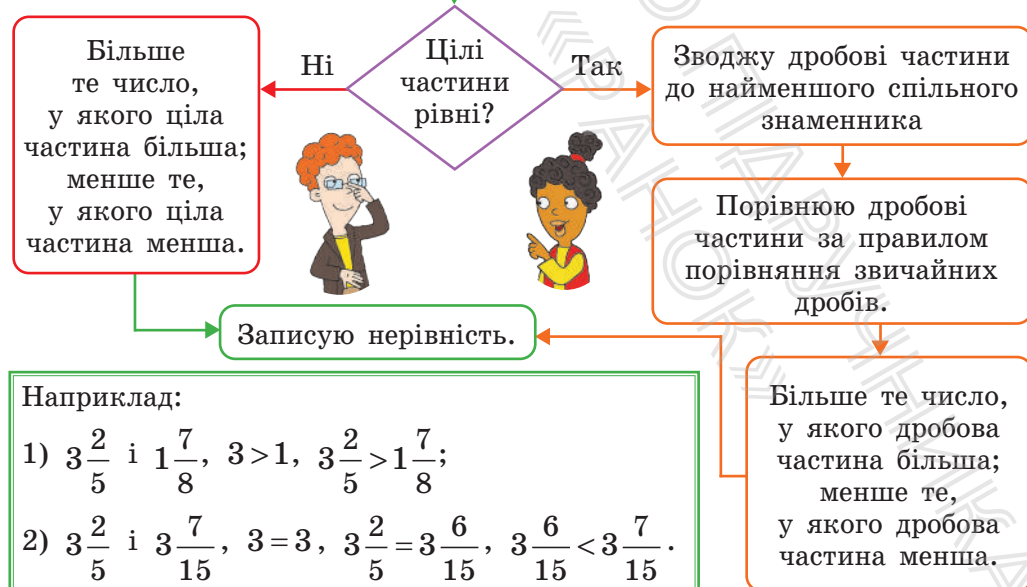 Більше
те число,
у якого ціла
частина більша;
менше те,
у якого ціла
частина менша.
Ні
Цілі
частини
рівні?
Так
Зводжу дробові частини
до найменшого спільного
знаменника
Порівнюю дробові
частини за правилом
порівняння звичайних
дробів.
Записую нерівність.
Більше те число,
у якого дробова
частина більша;
менше те,
у якого дробова
частина менша.
Наприклад:
1) 3 2/5 і 1 7/8, 3 > 1, 3 2/5 > 1 7/8;
2) 3 2/5 і 3 7/15, 3 = 3, 3 2/5 = 3 6/15, 3 6/15 < 3 7/15.